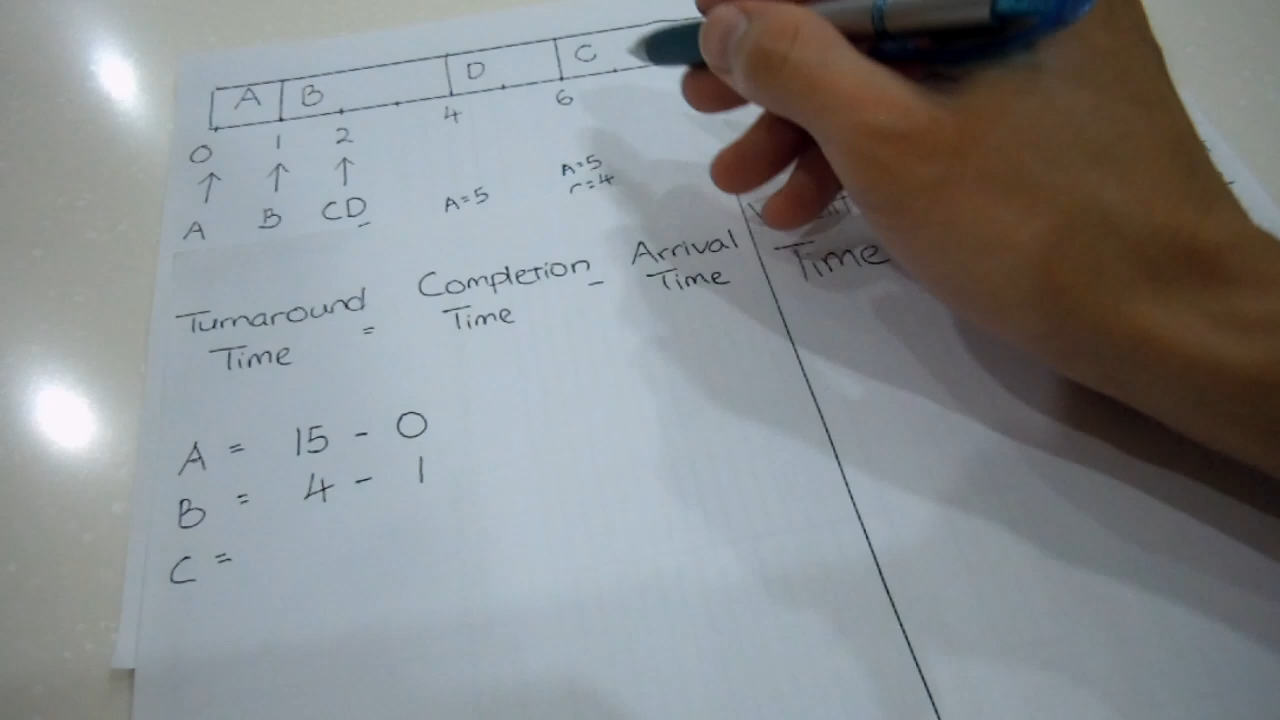 A B D C
0 1 2 4 6
A B CD A=5 A=5
r=4
Turnaround Time = Completion Time - Arrival Time
Time
A = 15 - 0
B = 4 - 1
C =